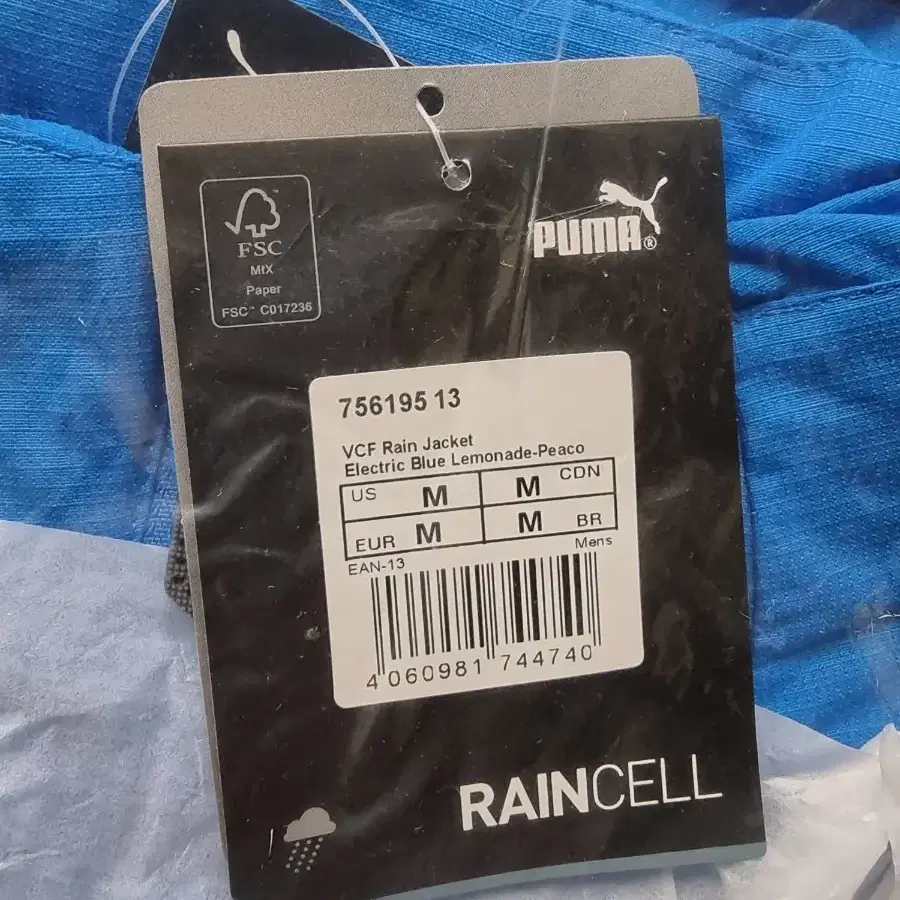 FSC
MIX
Paper
FSC™ C017236
PUMA®
756195 13
VCF Rain Jacket
Electric Blue Lemonade-Peaco
US M M CDN
EUR M M BR
EAN-13 Mens
4 060981 744740
RAINCELL